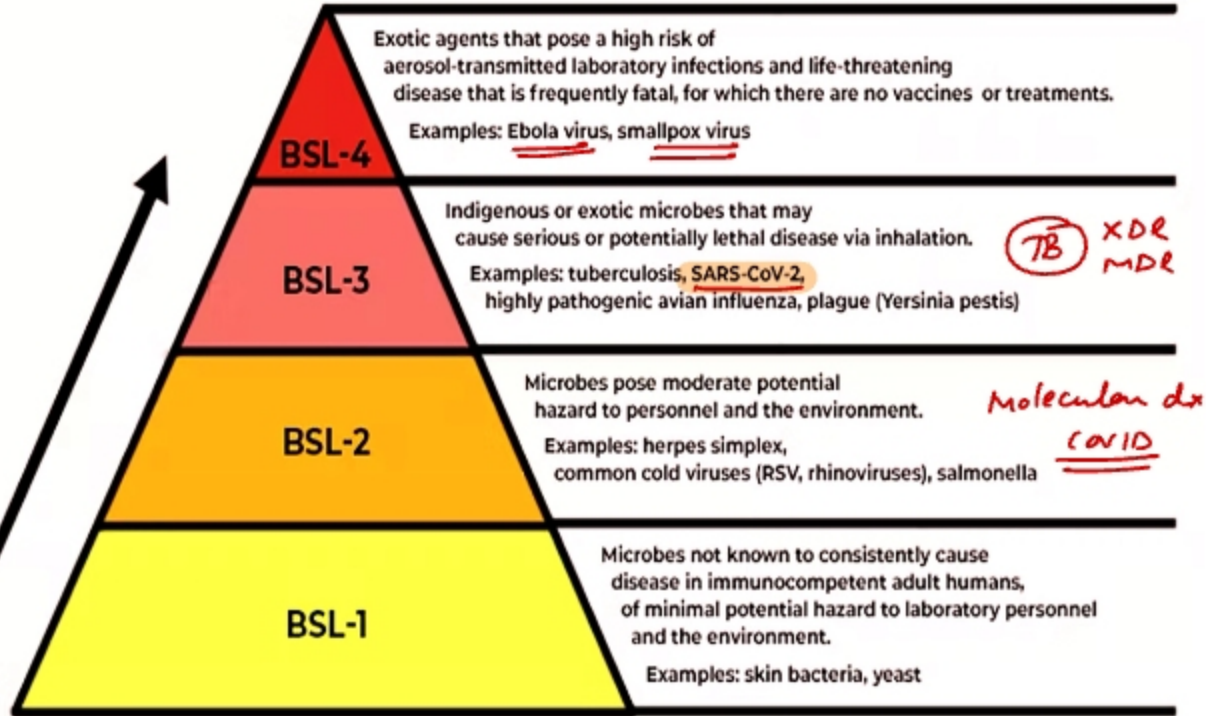 Exotic agents that pose a high risk of
aerosol-transmitted laboratory infections and life-threatening
disease that is frequently fatal, for which there are no vaccines or treatments.
Examples: Ebola virus, smallpox virus
BSL-4
Indigenous or exotic microbes that may
cause serious or potentially lethal disease via inhalation.
Examples: tuberculosis, SARS-CoV-2,
highly pathogenic avian influenza, plague (Yersinia pestis)
BSL-3
TB
XDR
MDR
Microbes pose moderate potential
hazard to personnel and the environment.
Examples: herpes simplex,
common cold viruses (RSV, rhinoviruses), salmonella
BSL-2
Molecular dx
COVID
Microbes not known to consistently cause
disease in immunocompetent adult humans,
of minimal potential hazard to laboratory personnel
and the environment.
Examples: skin bacteria, yeast
BSL-1